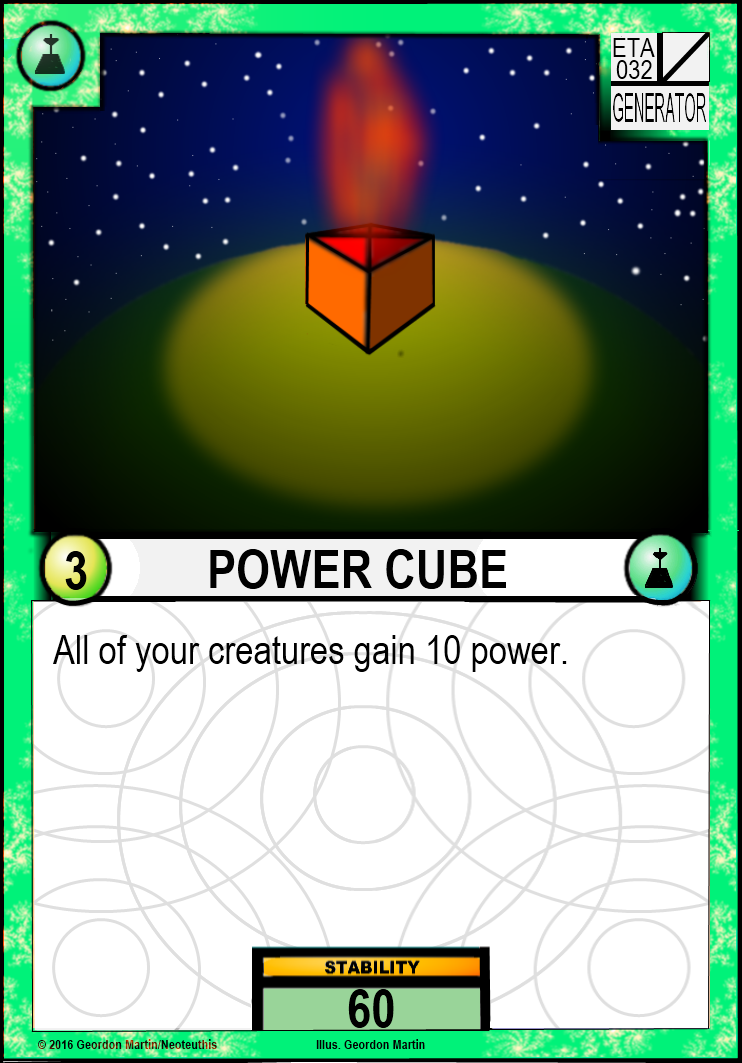 ETA
032
GENERATOR
3
POWER CUBE
All of your creatures gain 10 power.
STABILITY
60
© 2016 Geordon Martin/Neoteuthis
Illus. Geordon Martin